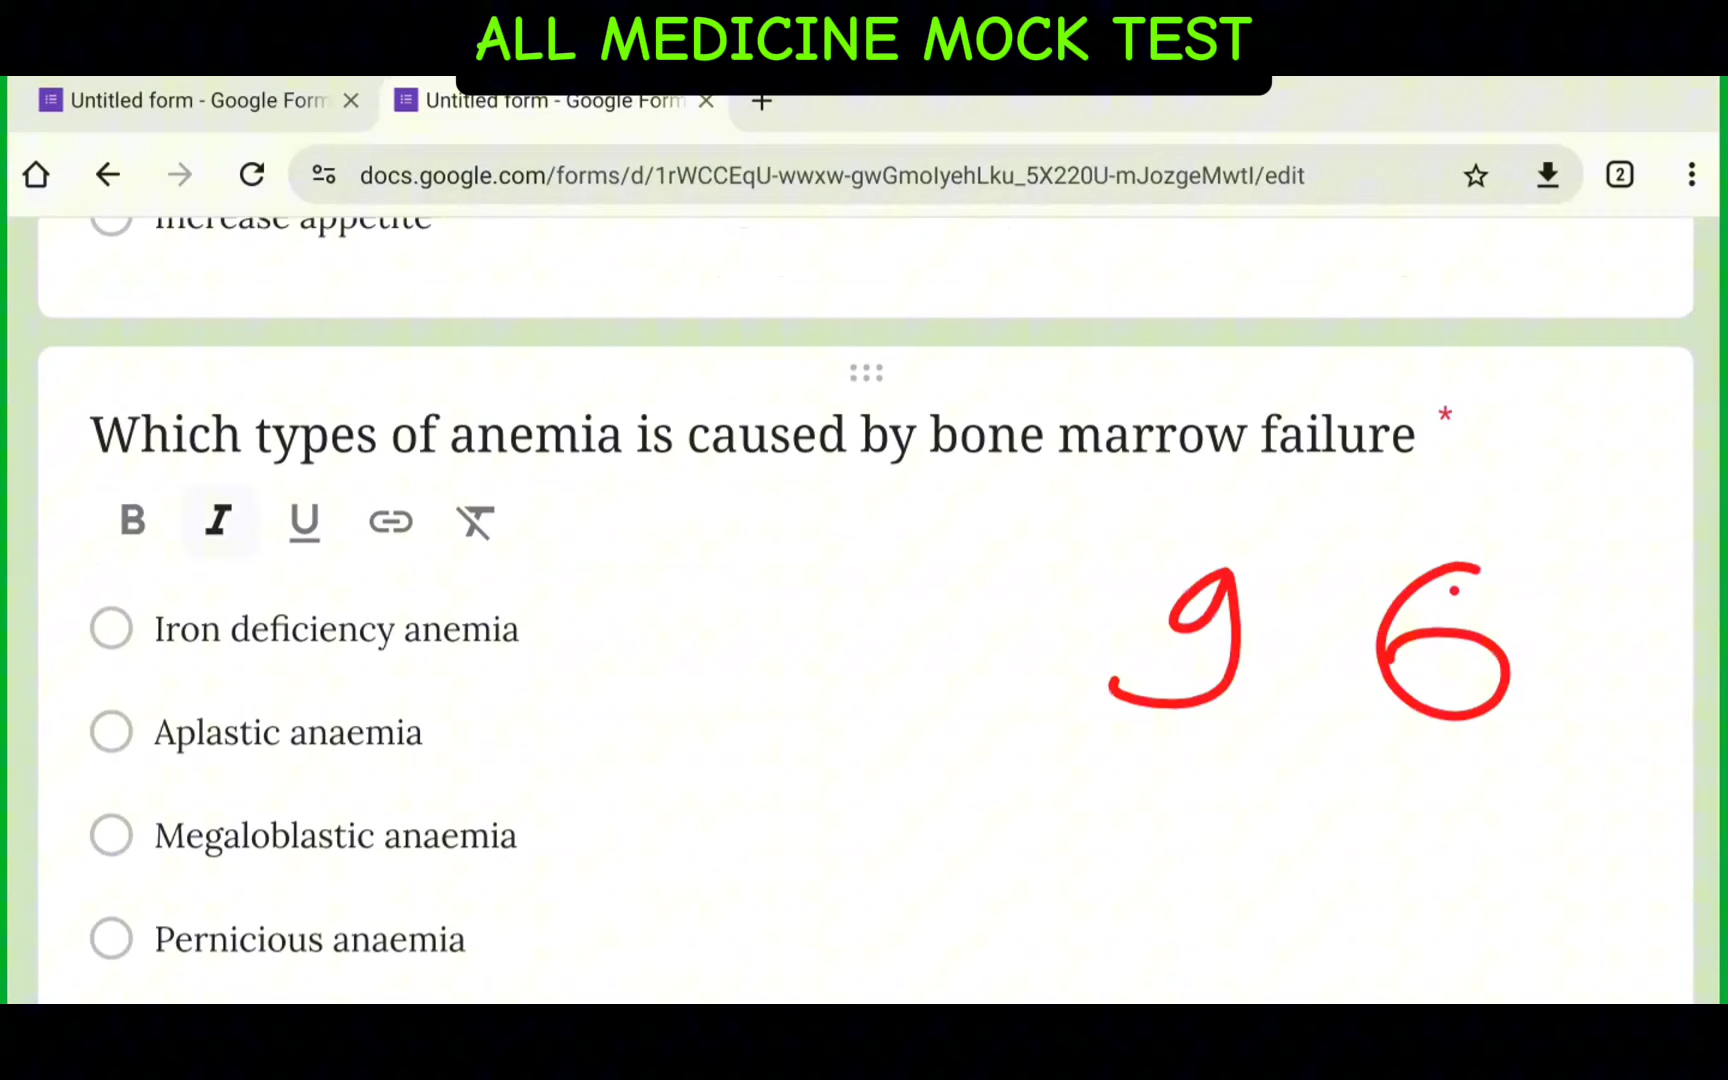 ALL MEDICINE MOCK TEST
Untitled form - Google Form
Untitled form - Google Form
docs.google.com/forms/d/1rWCCEqU-wwxw-gwGmoIyehLku_5X220U-mJozgeMwtI/edit
2
Increase appetite
Which types of anemia is caused by bone marrow failure *
B I U
Iron deficiency anemia
9 6
Aplastic anaemia
Megaloblastic anaemia
Pernicious anaemia